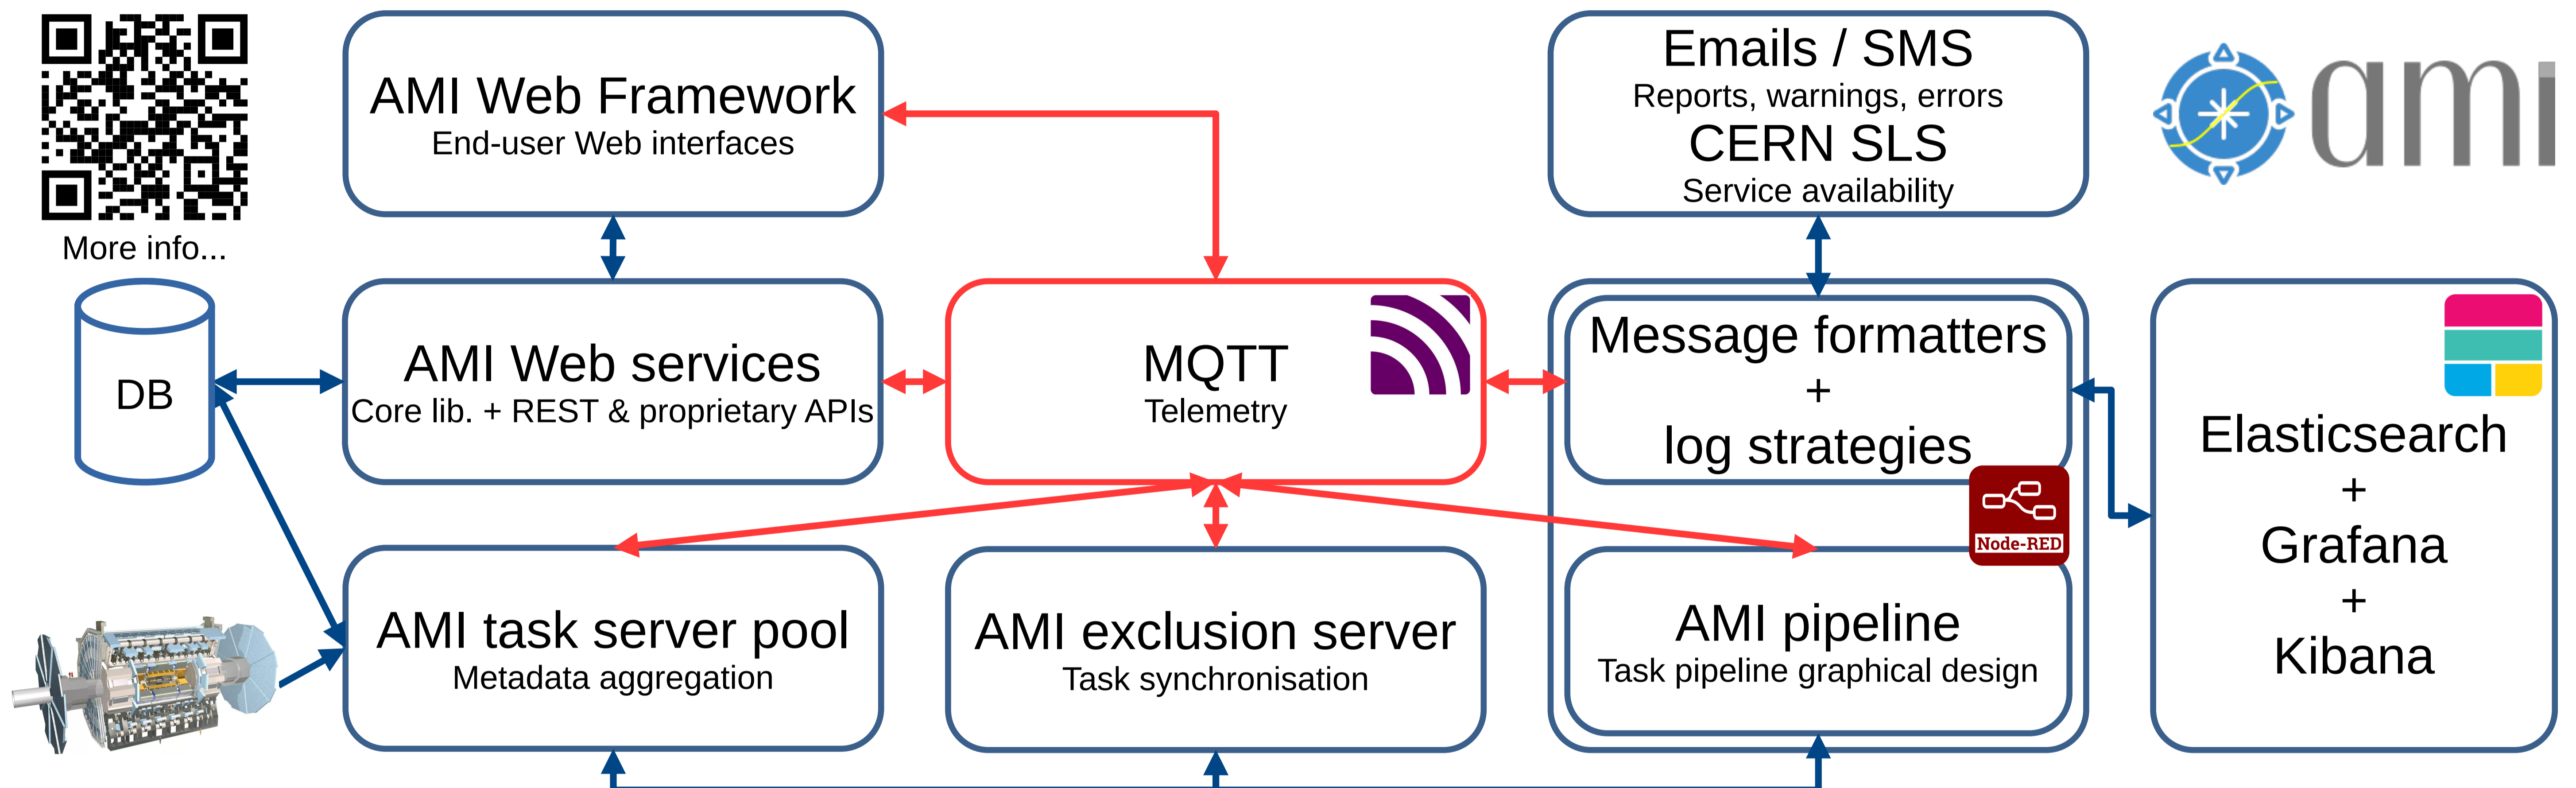 AMI Web Framework
End-user Web interfaces
Emails / SMS
Reports, warnings, errors
CERN SLS
Service availability
ami
More info...
DB
AMI Web services
Core lib. + REST & proprietary APIs
MQTT
Telemetry
Message formatters
+
log strategies
Node-RED
Elasticsearch
+
Grafana
+
Kibana
AMI task server pool
Metadata aggregation
AMI exclusion server
Task synchronisation
AMI pipeline
Task pipeline graphical design